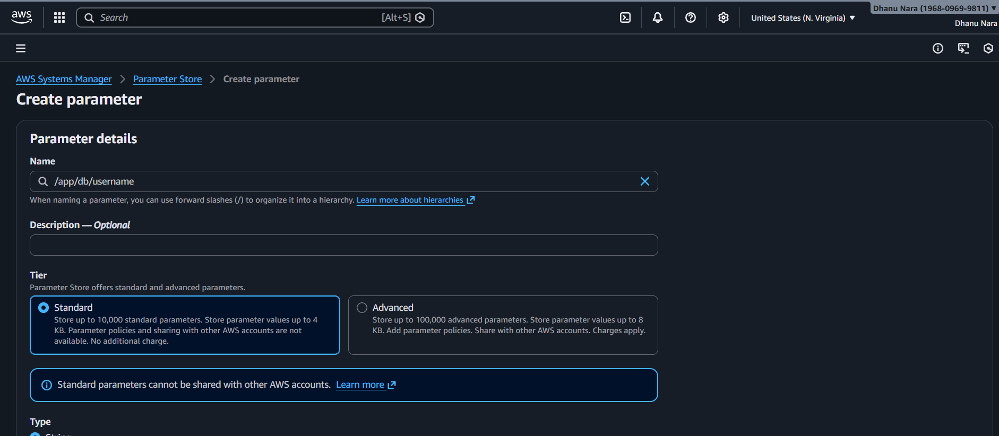 aws
Search [Alt+S]
United States (N. Virginia)
Dhanu Nara (1968-0969-9811)
Dhanu Nara
AWS Systems Manager > Parameter Store > Create parameter
Create parameter
Parameter details
Name
/app/db/username
When naming a parameter, you can use forward slashes (/) to organize it into a hierarchy. Learn more about hierarchies
Description — Optional
Tier
Parameter Store offers standard and advanced parameters.
Standard
Store up to 10,000 standard parameters. Store parameter values up to 4
KB. Parameter policies and sharing with other AWS accounts are not
available. No additional charge.
Advanced
Store up to 100,000 advanced parameters. Store parameter values up to 8
KB. Add parameter policies. Share with other AWS accounts. Charges apply.
Standard parameters cannot be shared with other AWS accounts. Learn more
Type